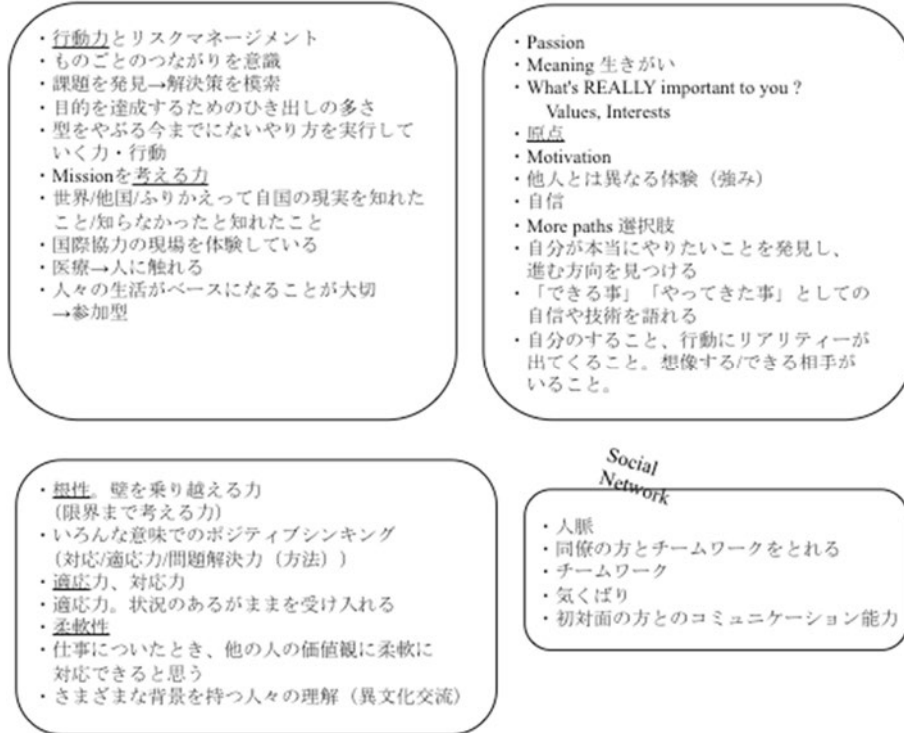 ・行動力とリスクマネージメント
・ものごとのつながりを意識
・課題を発見→解決策を模索
・目的を達成するためのひき出しの多さ
・型をやぶる今までにないやり方を実行して
いく力・行動
・Missionを考える力
・世界/他国/ふりかえって自国の現実を知れた
こと/知らなかったと知れたこと
・国際協力の現場を体験している
・医療→人に触れる
・人々の生活がベースになることが大切
→参加型
・Passion
・Meaning 生きがい
・What's REALLY important to you ?
Values, Interests
・原点
・Motivation
・他人とは異なる体験（強み）
・自信
・More paths 選択肢
・自分が本当にやりたいことを発見し、
進む方向を見つける
・「できる事」「やってきた事」としての
自信や技術を語れる
・自分のすること、行動にリアリティーが
出てくること。想像する/できる相手が
いること。
・根性。壁を乗り越える力
（限界まで考える力）
・いろんな意味でのポジティブシンキング
（対応/適応力/問題解決力（方法））
・適応力、対応力
・適応力。状況のあるがままを受け入れる
・柔軟性
・仕事についたとき、他の人の価値観に柔軟に
対応できると思う
・さまざまな背景を持つ人々の理解（異文化交流）
Social
Network
・人脈
・同僚の方とチームワークをとれる
・チームワーク
・気くばり
・初対面の方とのコミュニケーション能力